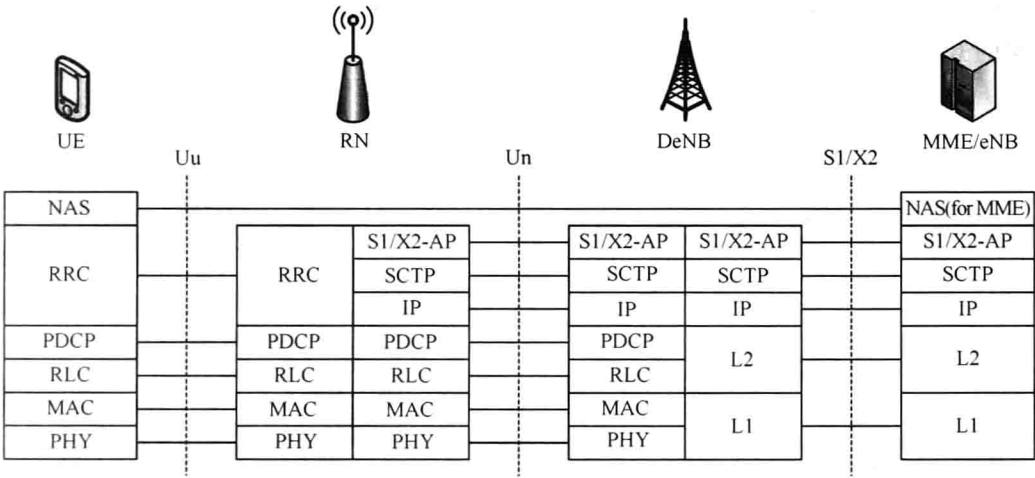 UE
RN
DeNB
MME/eNB
Uu
Un
S1/X2
NAS
NAS(for MME)
RRC
RRC
S1/X2-AP
S1/X2-AP
S1/X2-AP
S1/X2-AP
SCTP
SCTP
SCTP
SCTP
IP
IP
IP
IP
PDCP
PDCP
PDCP
PDCP
L2
L2
RLC
RLC
RLC
RLC
MAC
MAC
MAC
MAC
L1
L1
PHY
PHY
PHY
PHY